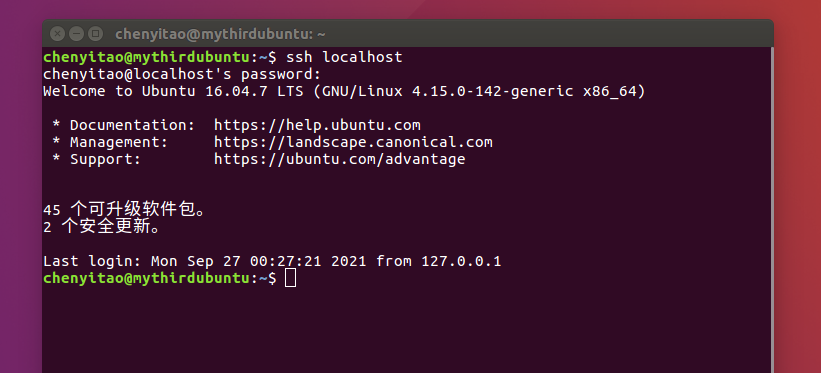 chenyitao@mythirdubuntu: ~
chenyitao@mythirdubuntu:~$ ssh localhost
chenyitao@localhost's password:
Welcome to Ubuntu 16.04.7 LTS (GNU/Linux 4.15.0-142-generic x86_64)
 * Documentation:  https://help.ubuntu.com
 * Management:     https://landscape.canonical.com
 * Support:        https://ubuntu.com/advantage
45 个可升级软件包。
2 个安全更新。
Last login: Mon Sep 27 00:27:21 2021 from 127.0.0.1
chenyitao@mythirdubuntu:~$